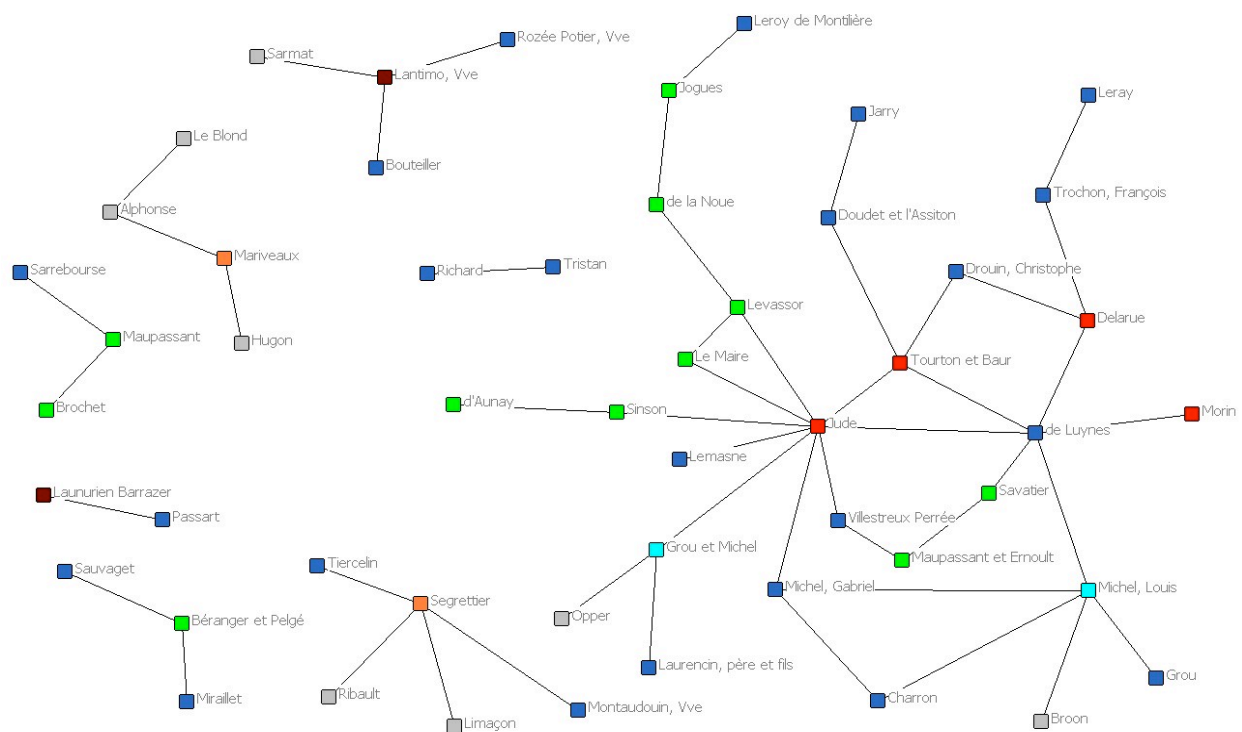 Leroy de Montilière
Rozée Potier, Vve
Sarmat
Lantimo, Vve
Jogues
Leray
Jarry
Le Blond
Bouteiller
Trochon, François
de la Noue
Alphonse
Doudet et l'Assiton
Mariveaux
Tristan
Sarrebourse
Richard
Drouin, Christophe
Levassor
Delarue
Maupassant
Hugon
Le Maire
Tourton et Baur
d'Aunay
Brochet
Sinson
Morin
Jude
de Luynes
Lemasne
Savatier
Launurien Barrazer
Passart
Villestreux Perrée
Grou et Michel
Maupassant et Ernoult
Tiercelin
Sauvaget
Michel, Gabriel
Michel, Louis
Segrettier
Opper
Béranger et Pelgé
Laurencin, père et fils
Grou
Ribault
Miraillet
Charron
Montaudouin, Vve
Broon
Limaçon